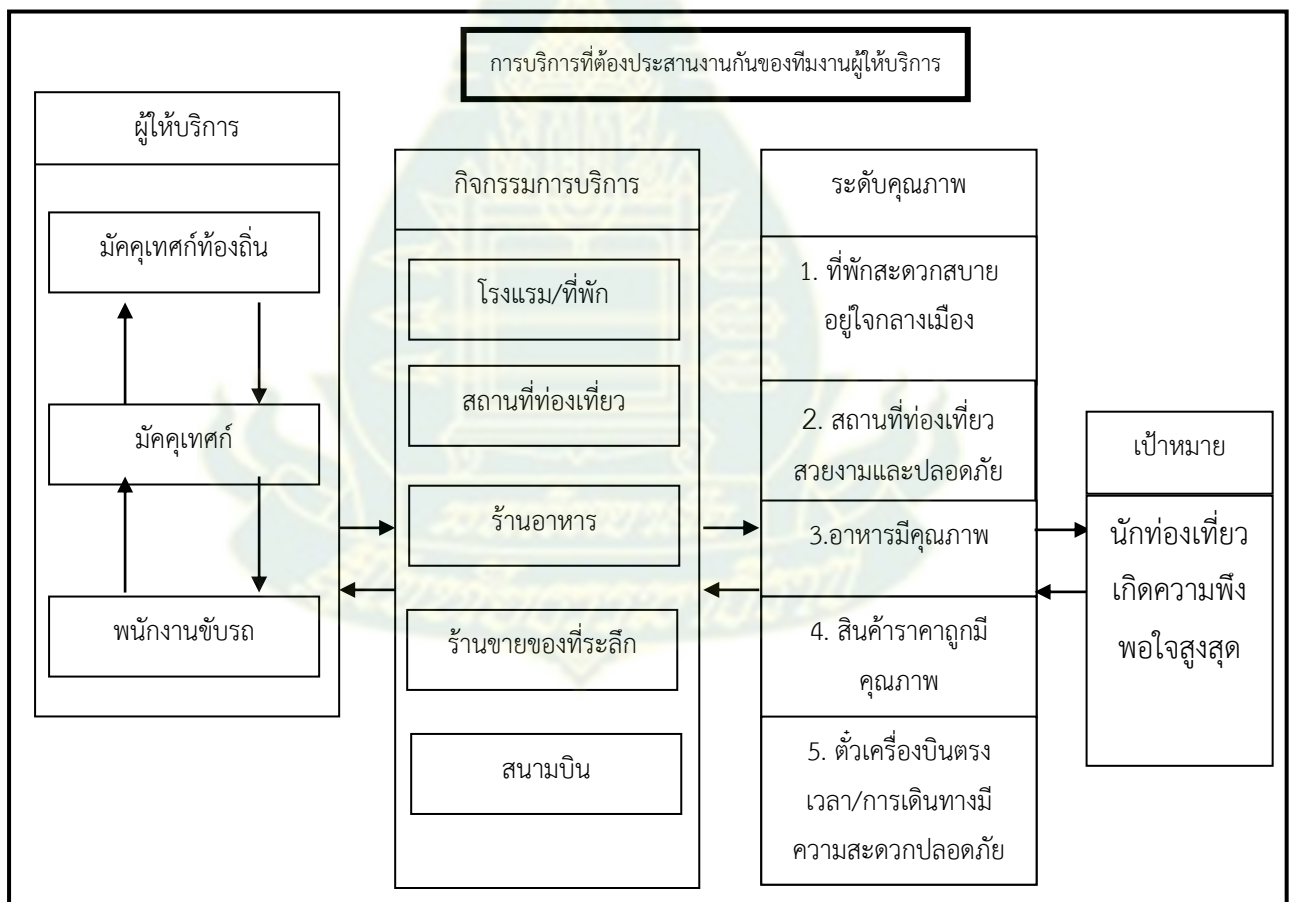 การบริการที่ต้องประสานงานกันของทีมงานผู้ให้บริการ
ผู้ให้บริการ
มัคคุเทศก์ท้องถิ่น
มัคคุเทศก์
พนักงานขับรถ
กิจกรรมการบริการ
โรงแรม/ที่พัก
สถานที่ท่องเที่ยว
ร้านอาหาร
ร้านขายของที่ระลึก
สนามบิน
ระดับคุณภาพ
1. ที่พักสะดวกสบาย
อยู่ใจกลางเมือง
2. สถานที่ท่องเที่ยว
สวยงามและปลอดภัย
3.อาหารมีคุณภาพ
4. สินค้าราคาถูกมี
คุณภาพ
5. ตั๋วเครื่องบินตรง
เวลา/การเดินทางมี
ความสะดวกปลอดภัย
เป้าหมาย
นักท่องเที่ยว
เกิดความพึง
พอใจสูงสุด